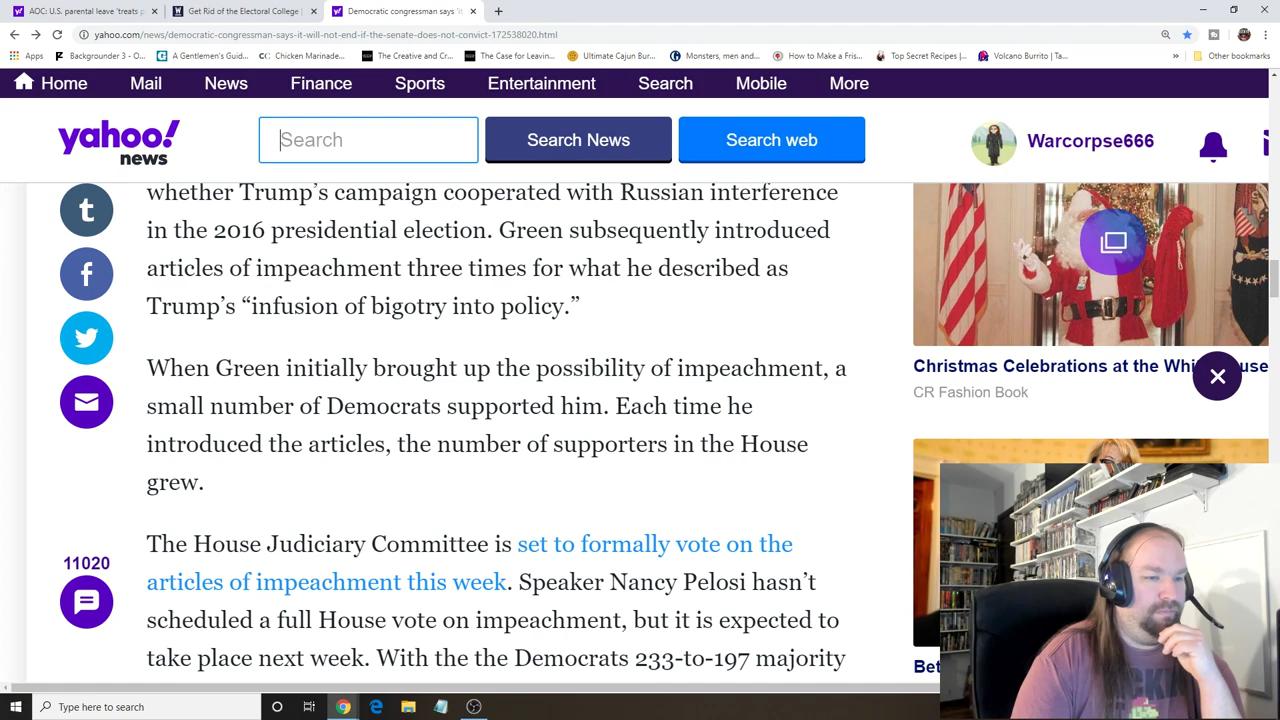 AOC: U.S. parental leave 'treats p
Get Rid of the Electoral College |
Democratic congressman says 'it
yahoo.com/news/democratic-congressman-says-it-will-not-end-if-the-senate-does-not-convict-172538020.html
Apps
Backgrounder 3 - O...
A Gentlemen's Guid...
Chicken Marinade...
The Creative and Cr...
The Case for Leavin...
Ultimate Cajun Bur...
Monsters, men and...
How to Make a Fris...
Top Secret Recipes |...
Volcano Burrito | Ta...
»
Other bookmarks
Home Mail News Finance Sports Entertainment Search Mobile More
yahoo!
news
Search
Search News
Search web
Warcorpse666
whether Trump's campaign cooperated with Russian interference
in the 2016 presidential election. Green subsequently introduced
articles of impeachment three times for what he described as
Trump's “infusion of bigotry into policy.”
When Green initially brought up the possibility of impeachment, a
small number of Democrats supported him. Each time he
introduced the articles, the number of supporters in the House
grew.
The House Judiciary Committee is set to formally vote on the
articles of impeachment this week. Speaker Nancy Pelosi hasn't
scheduled a full House vote on impeachment, but it is expected to
take place next week. With the the Democrats 233-to-197 majority
t
f
11020
Christmas Celebrations at the
CR Fashion Book
Type here to search